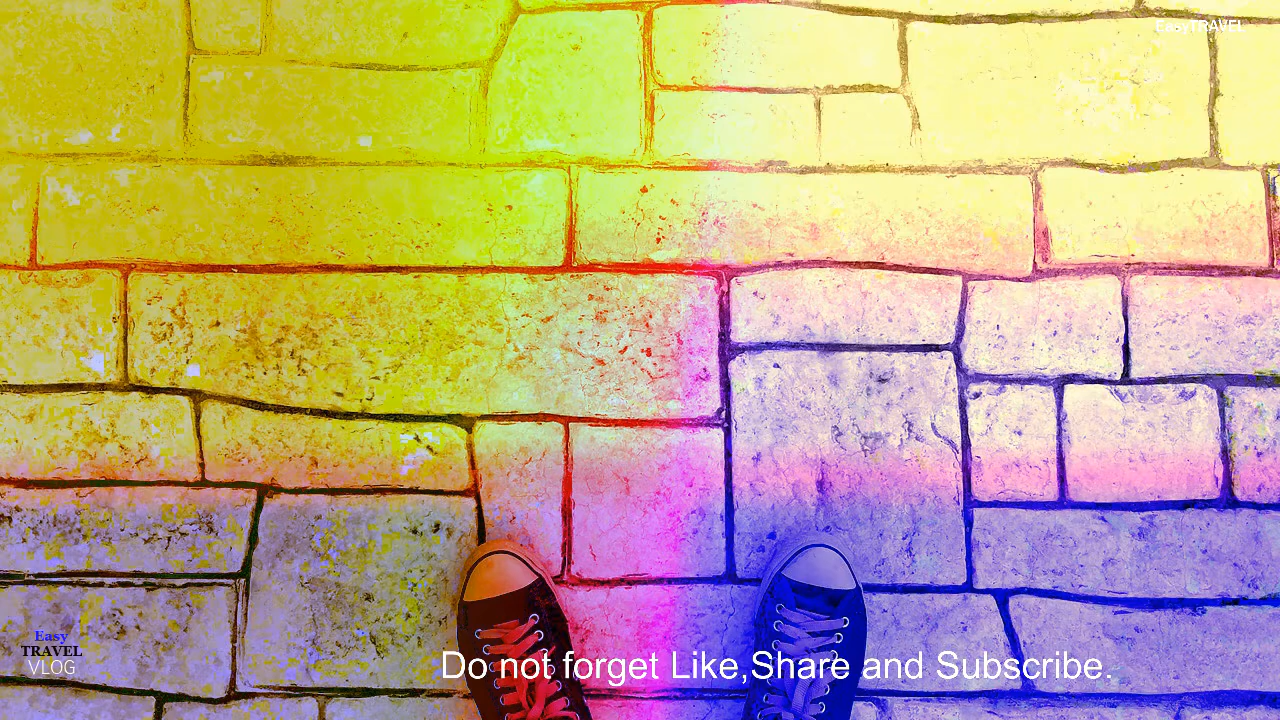 EasyTRAVEL
Easy
TRAVEL
VLOG
Do not forget Like,Share and Subscribe.